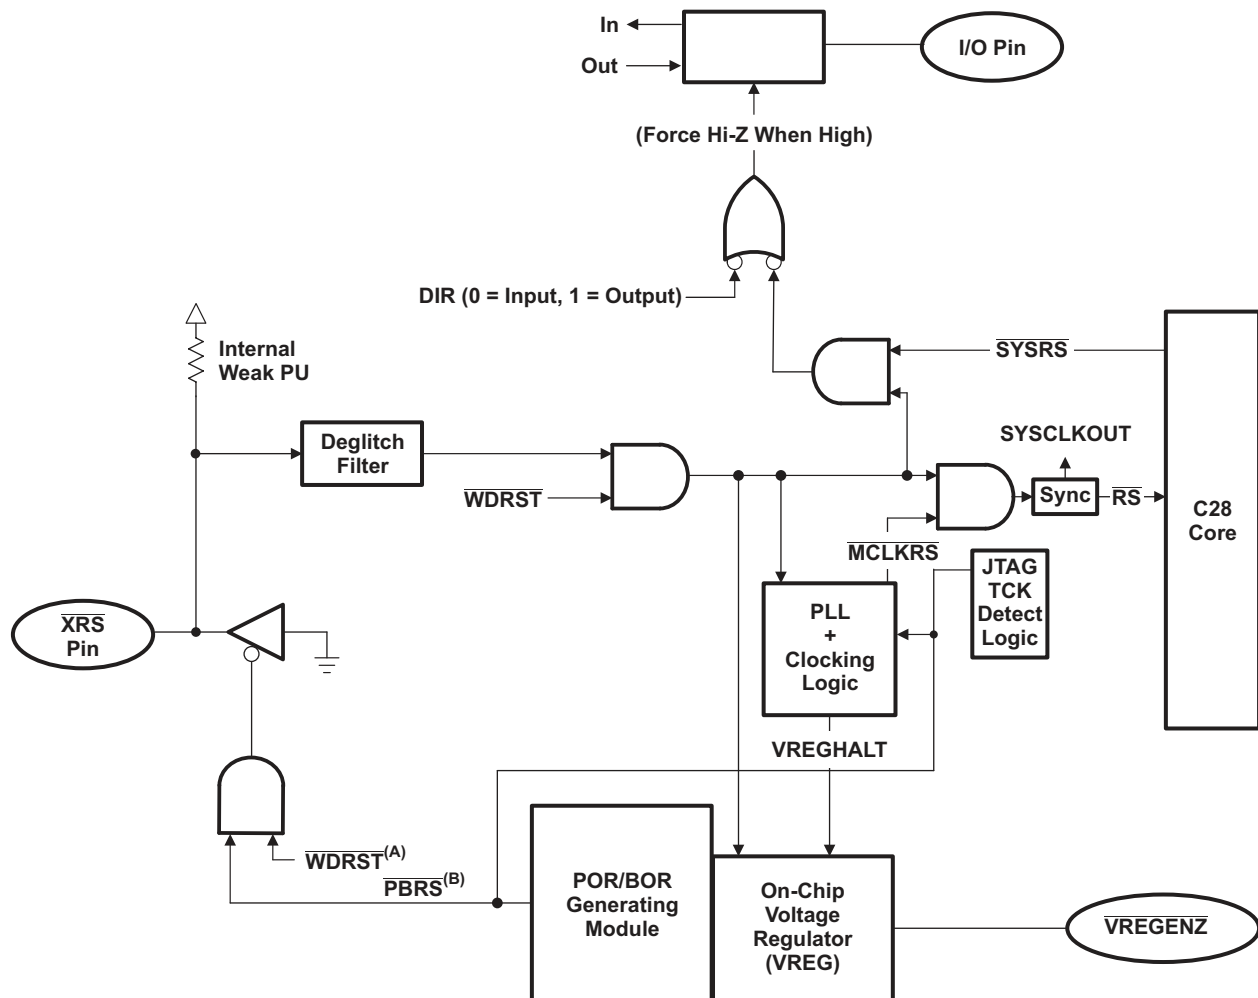 In
Out
I/O Pin
(Force Hi-Z When High)
DIR (0 = Input, 1 = Output)
Internal
Weak PU
SYSRS
Deglitch
Filter
SYSCLKOUT
WDRST
Sync
RS
C28
Core
MCLKRS
JTAG
TCK
Detect
Logic
XRS
Pin
PLL
+
Clocking
Logic
VREGHALT
WDRST(A)
PBRS(B)
POR/BOR
Generating
Module
On-Chip
Voltage
Regulator
(VREG)
VREGENZ